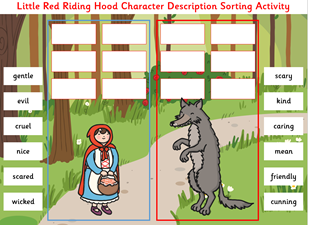 Little Red Riding Hood Character Description Sorting Activity
gentle
evil
cruel
nice
scared
wicked
scary
kind
caring
mean
friendly
cunning